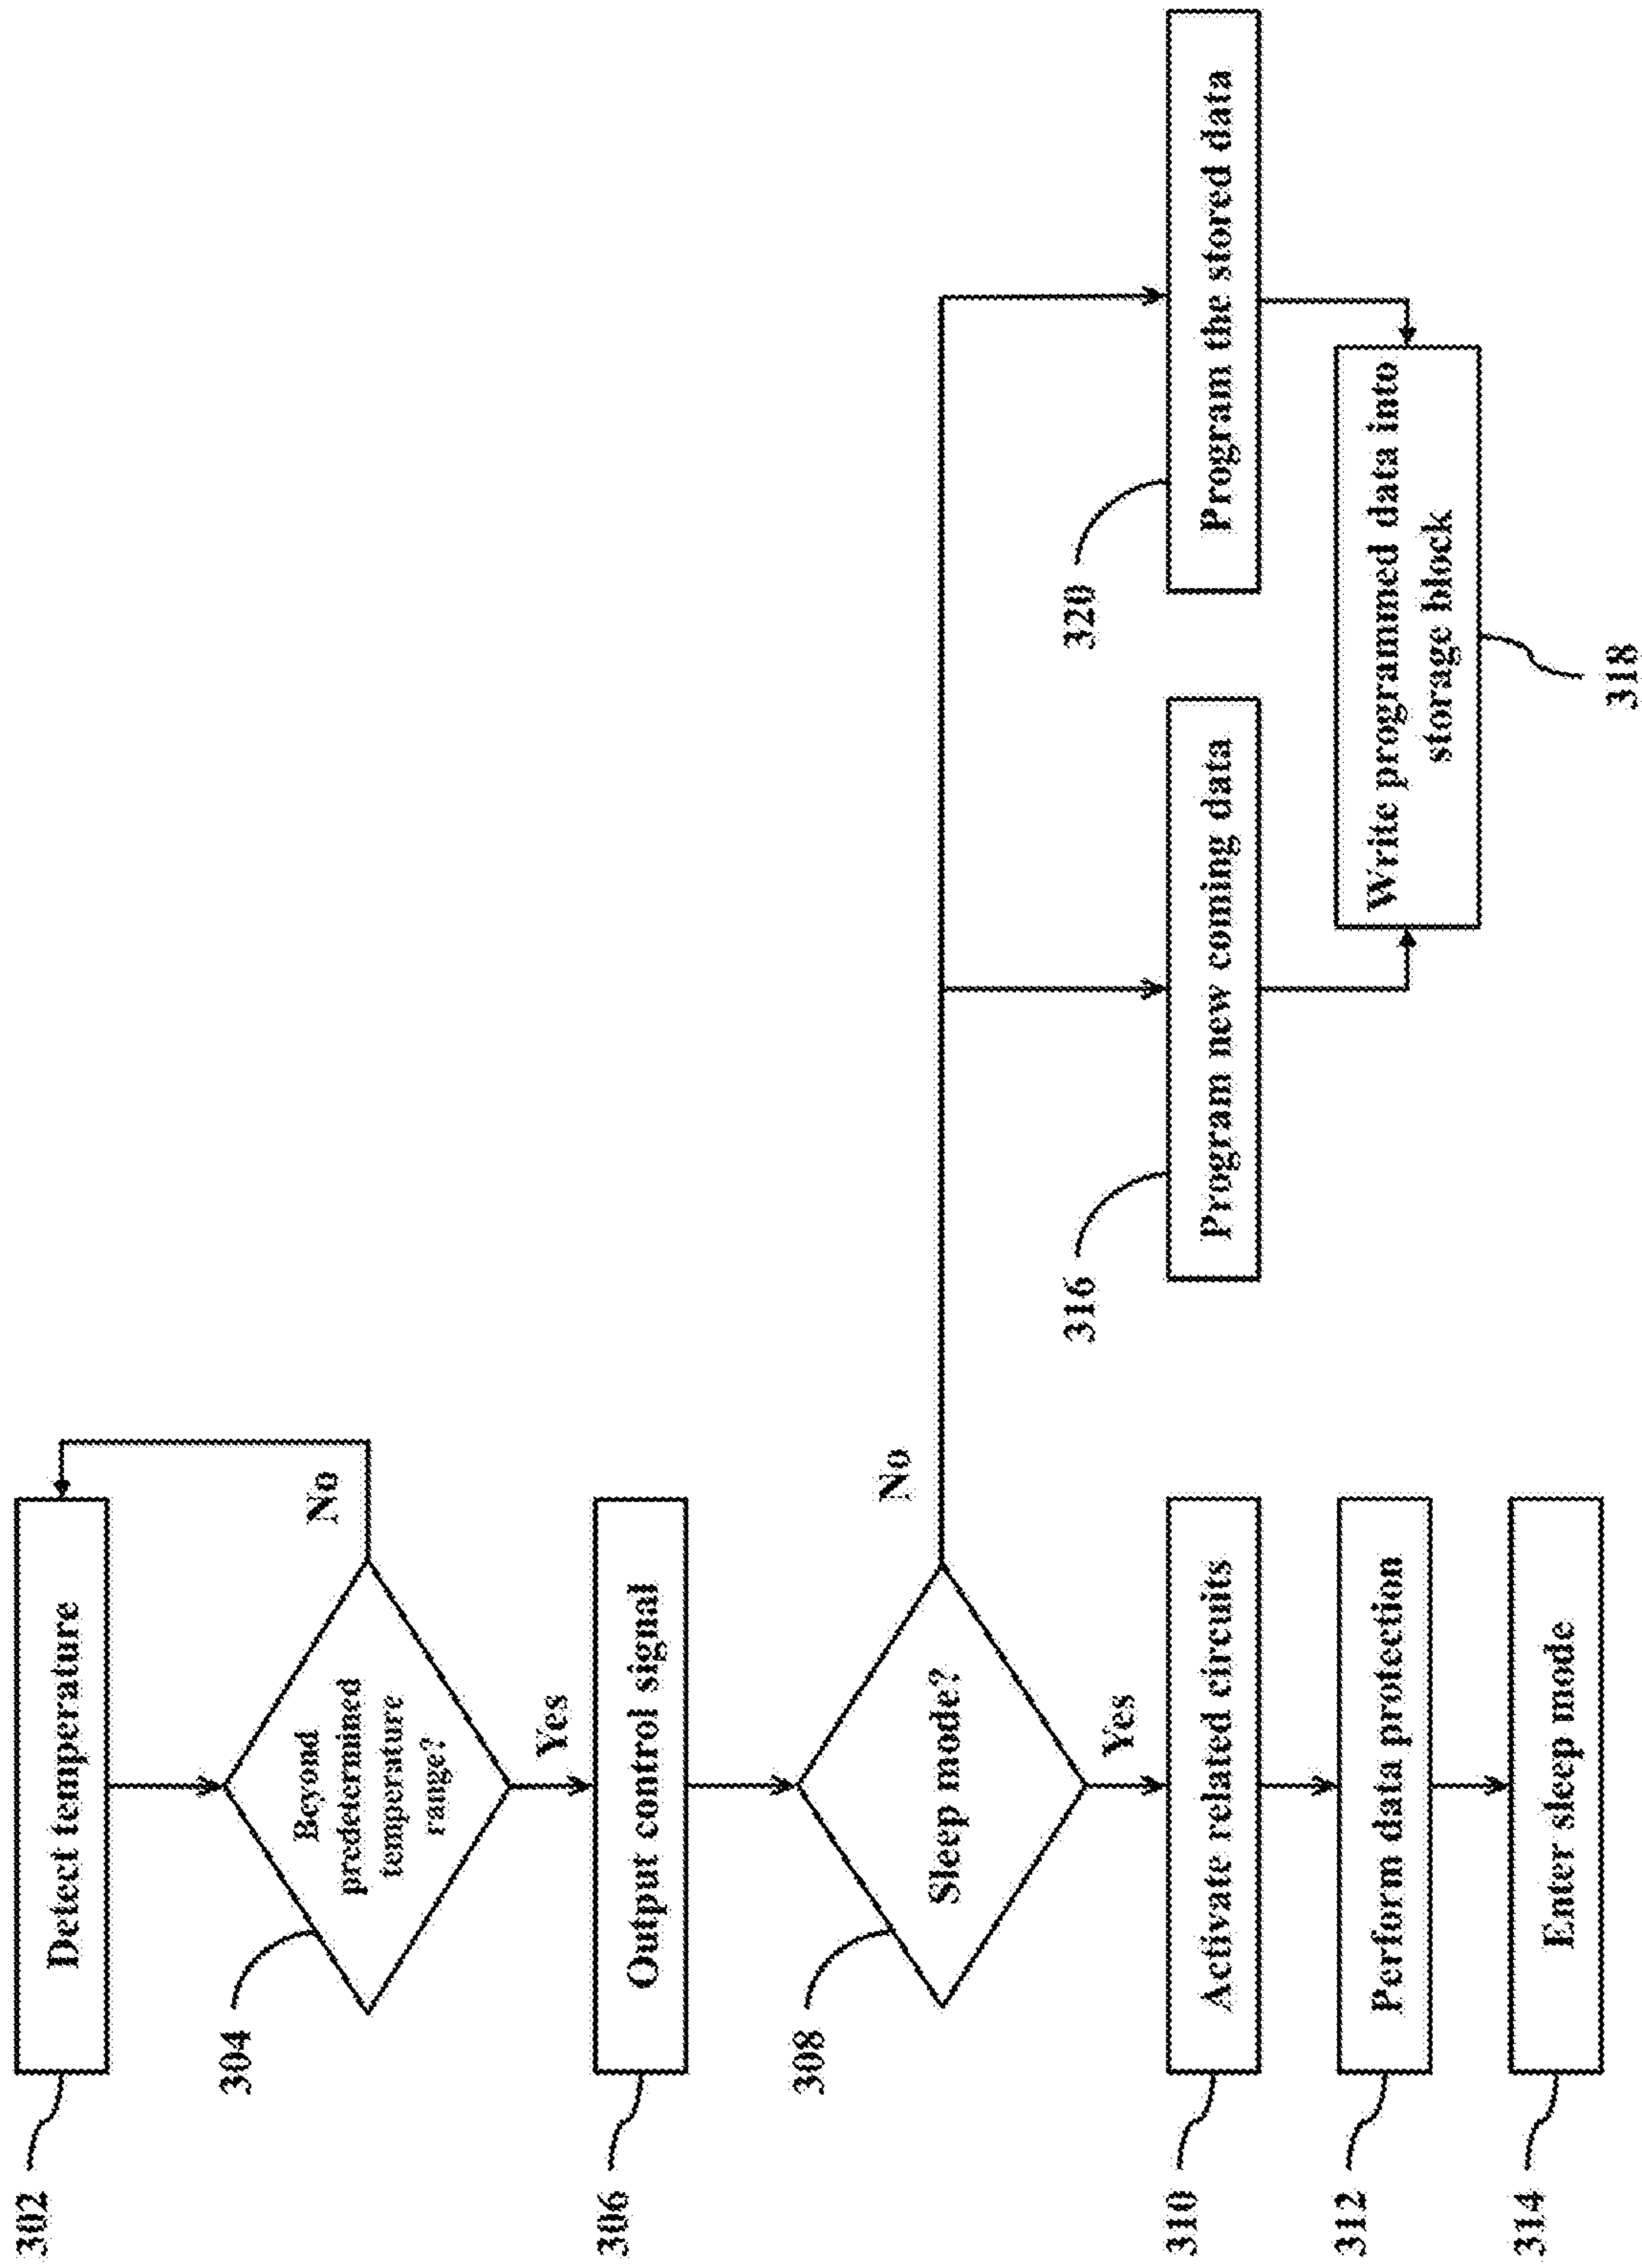 302
Detect temperature
304
Beyond
predetermined
temperature
range?
No
Yes
306
Output control signal
308
Sleep mode?
No
Yes
310
Activate related circuits
312
Perform data protection
314
Enter sleep mode
316
Program new coming data
320
Program the stored data
Write programmed data into
storage block
318